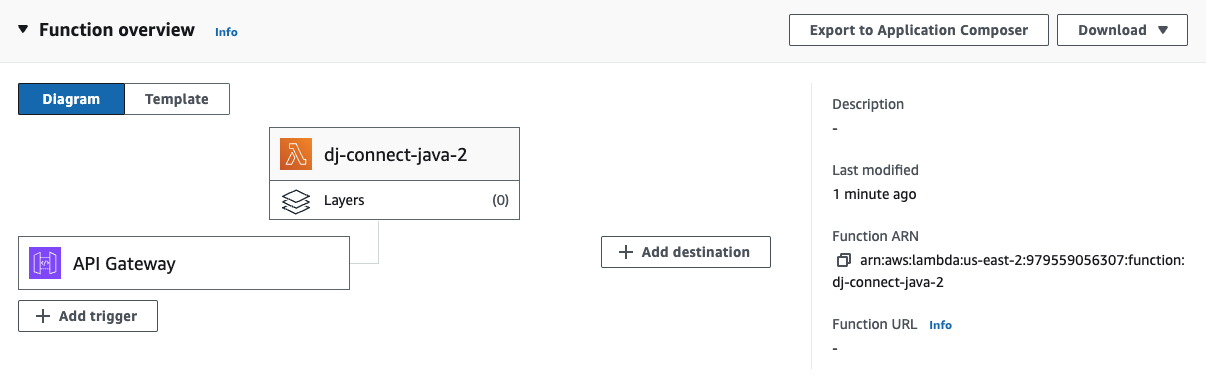 Function overview Info
Export to Application Composer
Download
Diagram
Template
dj-connect-java-2
Layers (0)
API Gateway
Add trigger
Add destination
Description
-
Last modified
1 minute ago
Function ARN
arn:aws:lambda:us-east-2:979559056307:function:
dj-connect-java-2
Function URL Info
-